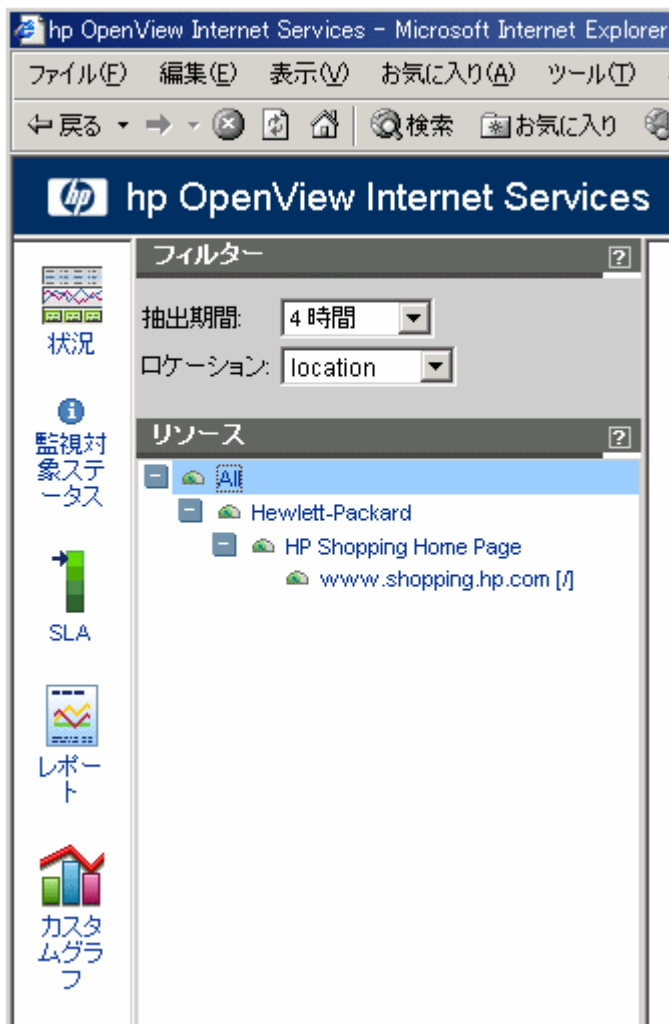 hp OpenView Internet Services - Microsoft Internet Explorer
ファイル(F) 編集(E) 表示(V) お気に入り(A) ツール(T)
戻る 検索 お気に入り
hp hp OpenView Internet Services
フィルター ?
抽出期間: 4 時間
ロケーション: location
リソース ?
All
Hewlett-Packard
HP Shopping Home Page
www.shopping.hp.com [/]
状況
監視対
象ステ
ータス
SLA
レポー
ト
カスタ
ムグラ
フ